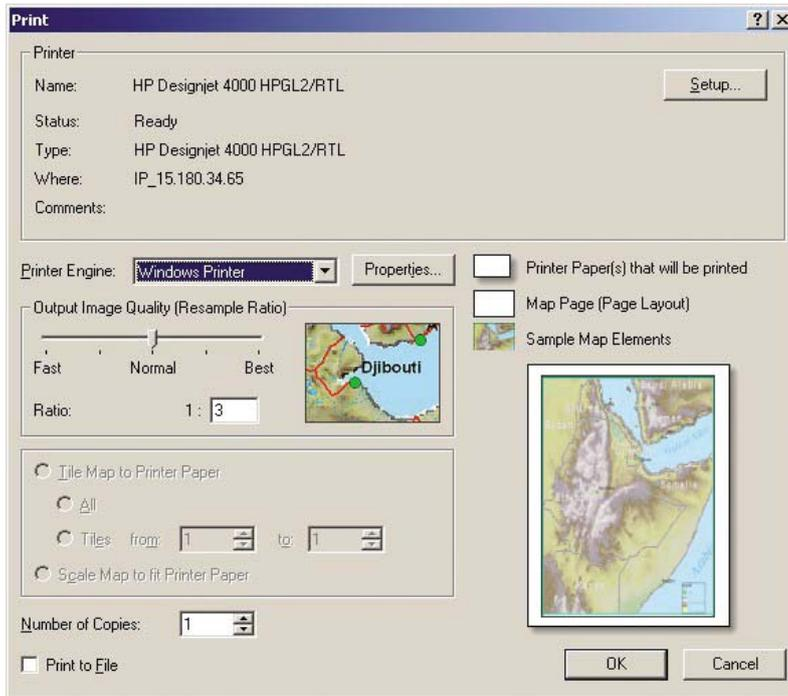 Print
Printer
Name: HP Designjet 4000 HPGL2/RTL
Setup...
Status: Ready
Type: HP Designjet 4000 HPGL2/RTL
Where: IP_15.180.34.65
Comments:
Printer Engine: Windows Printer Properties...
Output Image Quality (Resample Ratio)
Fast Normal Best
Ratio: 1 : 3
Djibouti
Printer Paper(s) that will be printed
Map Page (Page Layout)
Sample Map Elements
Tile Map to Printer Paper
All
Tiles from: 1 to: 1
Scale Map to fit Printer Paper
Somalia
Number of Copies: 1
Print to File
OK Cancel